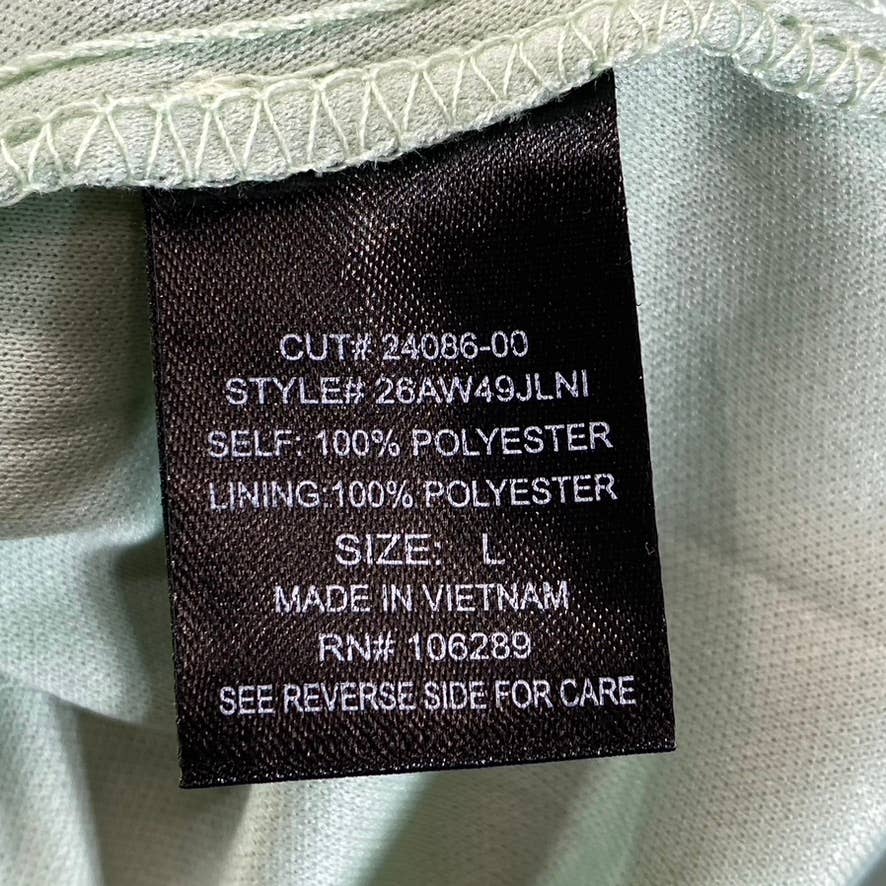 CUT# 24086-00
STYLE# 26AW49JLNI
SELF: 100% POLYESTER
LINING:100% POLYESTER
SIZE: L
MADE IN VIETNAM
RN# 106289
SEE REVERSE SIDE FOR CARE